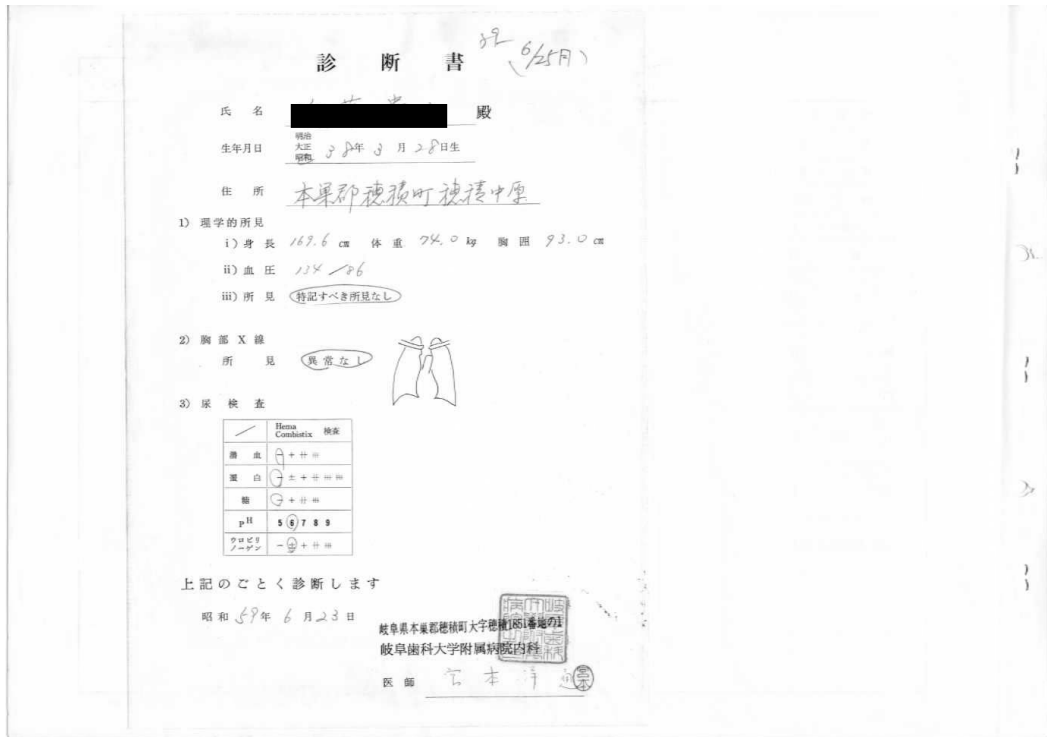 診断書
(6/25月)
氏名 殿
生年月日 明治 大正 昭和 38年3月28日生
住所 本巣郡穂積町穂積中原
1) 理学的所見
i) 身長 169.6 cm 体重 74.0 kg 胸囲 93.0 cm
ii) 血圧 134/86
iii) 所見 特記すべき所見なし
2) 胸部X線
所見 異常なし
3) 尿検査
Hema Combistix 検査
潜血 - + ++ +++
蛋白 - ± + ++ +++ ++++
糖 - + ++ +++
PH 5 6 7 8 9
ウロビリノーゲン - ± + ++ +++
上記のごとく診断します
昭和59年6月23日
岐阜県本巣郡穂積町大字穂積1851番地の1
岐阜歯科大学附属病院内科
医師 宮本
宮本